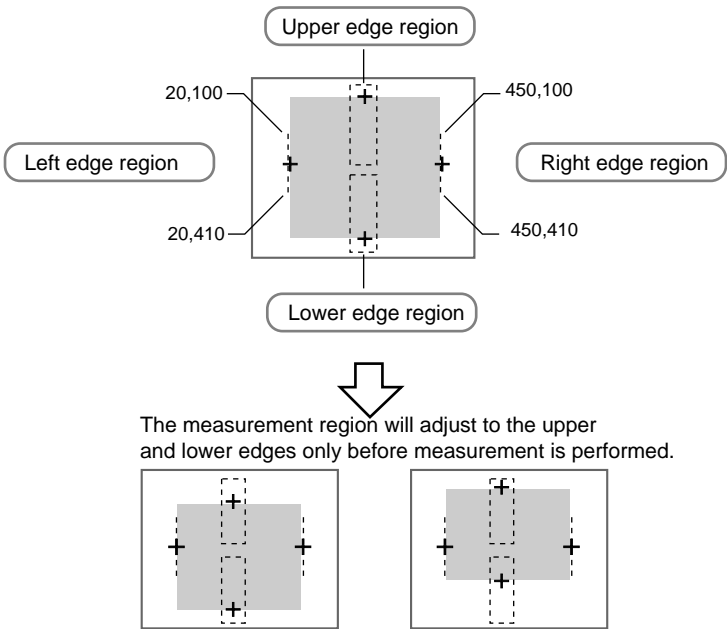 Upper edge region
20,100
450,100
Left edge region
Right edge region
20,410
450,410
Lower edge region
The measurement region will adjust to the upper
and lower edges only before measurement is performed.